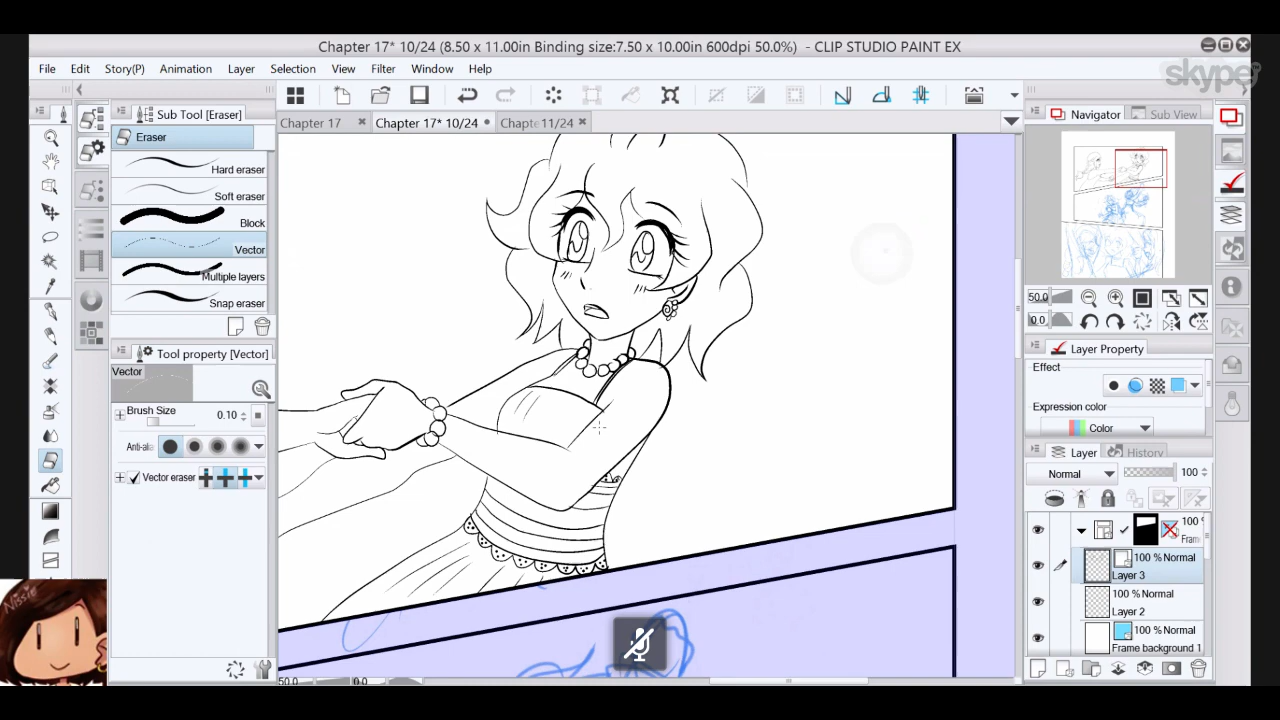 Chapter 17* 10/24 (8.50 x 11.00in Binding size:7.50 x 10.00in 600dpi 50.0%) - CLIP STUDIO PAINT EX
File Edit Story(P) Animation Layer Selection View Filter Window Help
skype
Sub Tool [Eraser]
Eraser
Hard eraser
Soft eraser
Block
Vector
Multiple layers
Snap eraser
Tool property [Vector]
Vector
Brush Size 0.10
Anti-alia
Vector eraser
Nissie
Chapter 17 Chapter 17* 10/24 Chapte 11/24
50.0 0.0
Navigator Sub View
50.0
0.0
Layer Property
Effect
Expression color
Color
Layer History
Normal 100
100 %
Frame
100 % Normal
Layer 3
100 % Normal
Layer 2
100 % Normal
Frame background 1